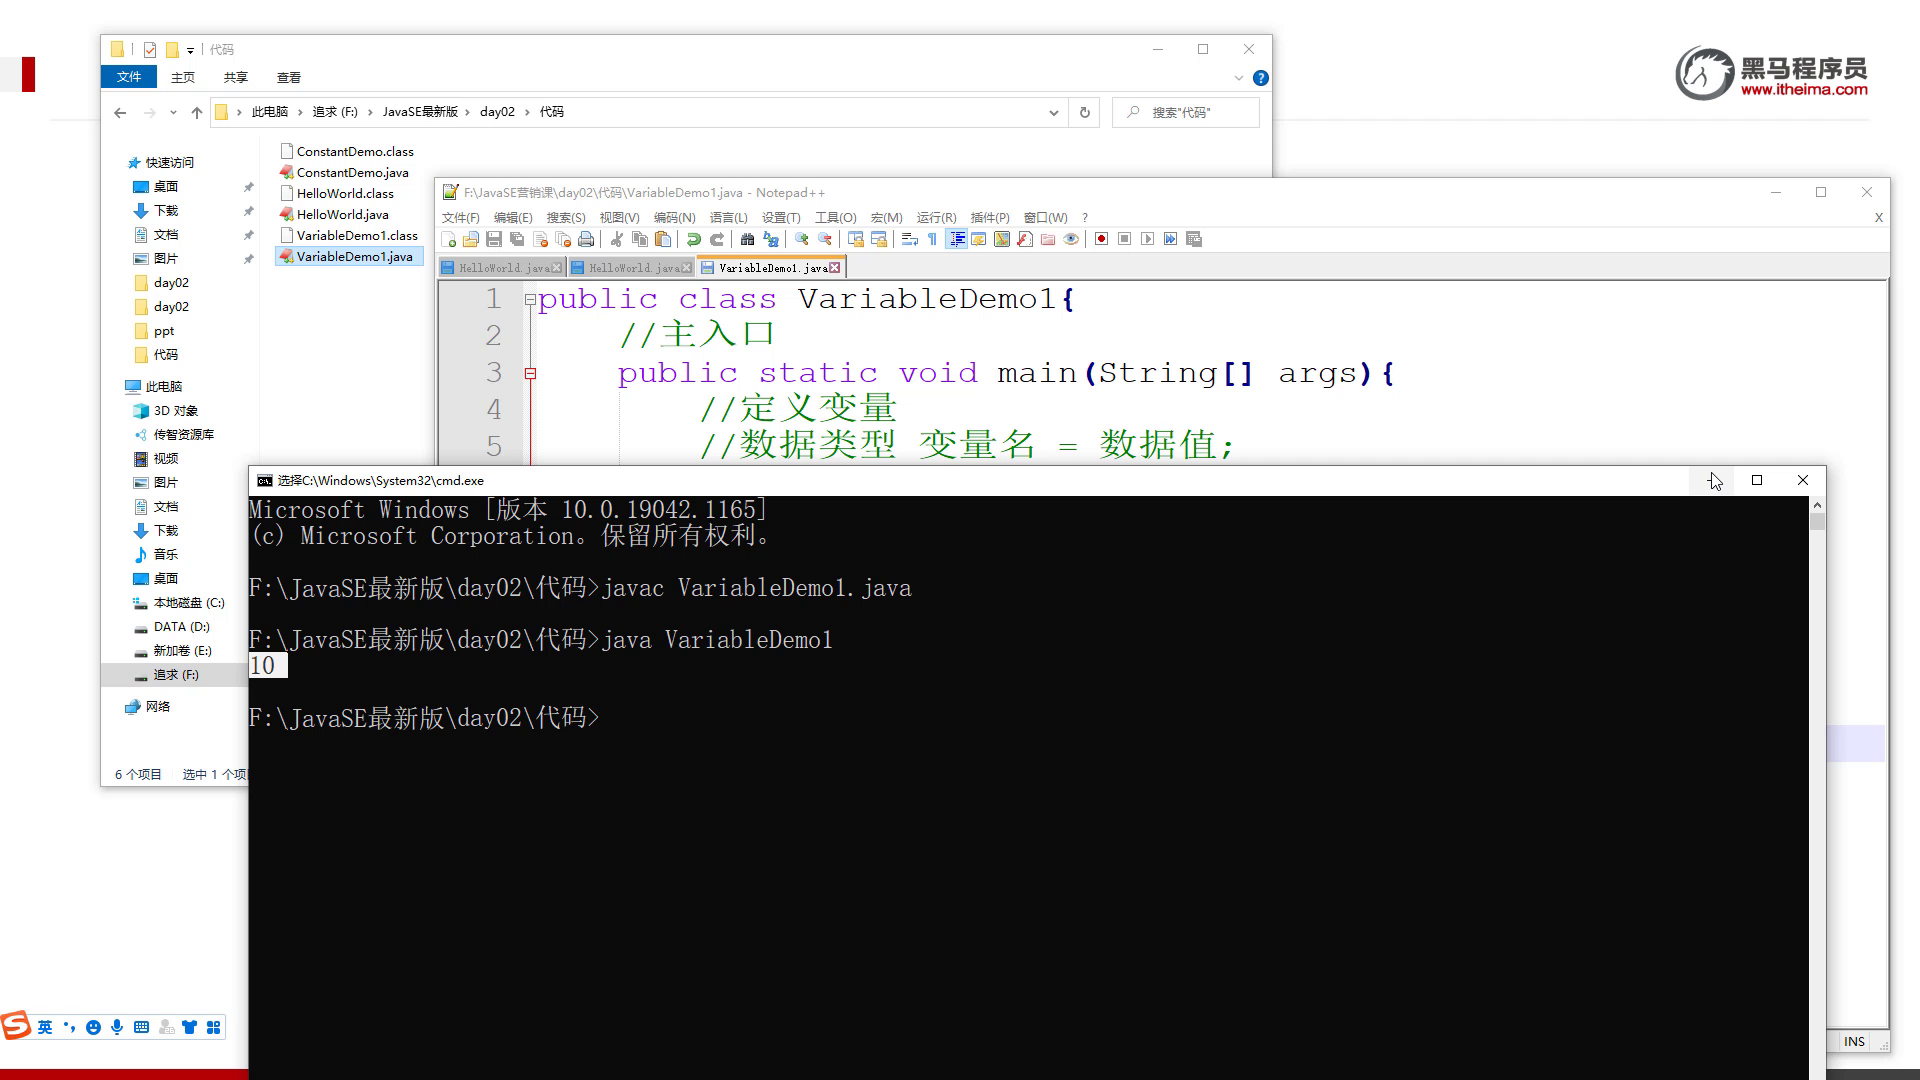 代码
黑马程序员
www.itheima.com
文件 主页 共享 查看
此电脑 追求 (F:) JavaSE最新版 day02 代码
搜索"代码"
快速访问
桌面
下载
文档
图片
day02
day02
ppt
代码
此电脑
3D 对象
传智资源库
视频
图片
文档
下载
音乐
桌面
本地磁盘 (C:)
DATA (D:)
新加卷 (E:)
追求 (F:)
网络
6 个项目 选中 1 个项
ConstantDemo.class
ConstantDemo.java
HelloWorld.class
HelloWorld.java
VariableDemo1.class
VariableDemo1.java
F:\JavaSE营销课\day02\代码\VariableDemo1.java - Notepad++
文件(F) 编辑(E) 搜索(S) 视图(V) 编码(N) 语言(L) 设置(T) 工具(O) 宏(M) 运行(R) 插件(P) 窗口(W) ? X
HelloWorld.java HelloWorld.java VariableDemo1.java
1 public class VariableDemo1{
2 //主入口
3 public static void main(String[] args){
4 //定义变量
5 //数据类型 变量名 = 数据值;
选择C:\Windows\System32\cmd.exe
Microsoft Windows [版本 10.0.19042.1165]
(c) Microsoft Corporation。保留所有权利。
F:\JavaSE最新版\day02\代码>javac VariableDemo1.java
F:\JavaSE最新版\day02\代码>java VariableDemo1
10
F:\JavaSE最新版\day02\代码>
英
INS